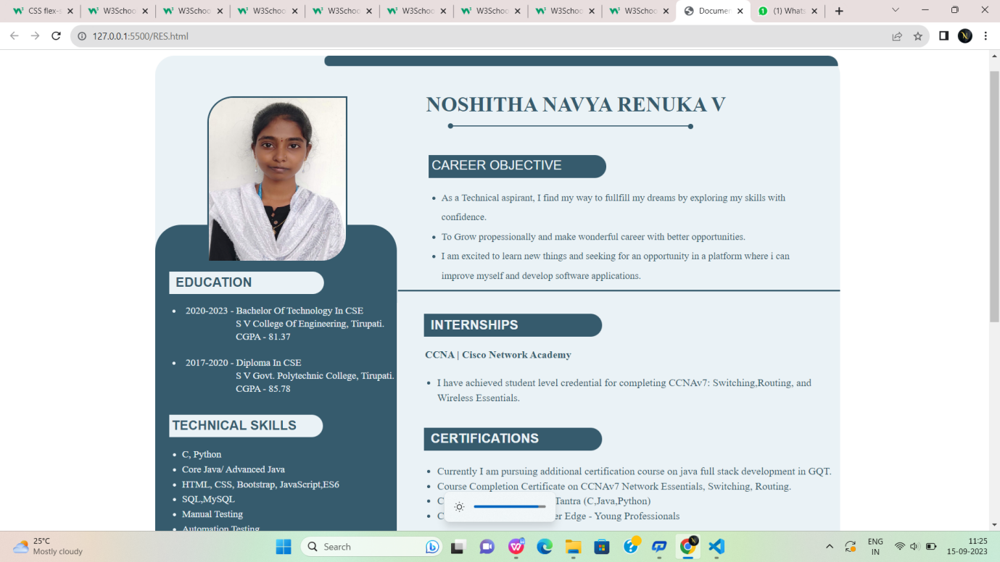 CSS flex-
W3Schoo
W3Schoo
W3Schoo
W3Schoo
W3Schoo
W3Schoo
W3Schoo
W3Schoo
Documen
(1) Whats
127.0.0.1:5500/RES.html
NOSHITHA NAVYA RENUKA V
CAREER OBJECTIVE
• As a Technical aspirant, I find my way to fullfill my dreams by exploring my skills with
confidence.
• To Grow propessionally and make wonderful career with better opportunities.
• I am excited to learn new things and seeking for an opportunity in a platform where i can
improve myself and develop software applications.
EDUCATION
• 2020-2023 - Bachelor Of Technology In CSE
S V College Of Engineering, Tirupati.
CGPA - 81.37
• 2017-2020 - Diploma In CSE
S V Govt. Polytechnic College, Tirupati.
CGPA - 85.78
TECHNICAL SKILLS
• C, Python
• Core Java/ Advanced Java
• HTML, CSS, Bootstrap, JavaScript,ES6
• SQL,MySQL
• Manual Testing
• Automation Testing
INTERNSHIPS
CCNA | Cisco Network Academy
• I have achieved student level credential for completing CCNAv7: Switching,Routing, and
Wireless Essentials.
CERTIFICATIONS
• Currently I am pursuing additional certification course on java full stack development in GQT.
• Course Completion Certificate on CCNAv7 Network Essentials, Switching, Routing.
• C Tantra (C,Java,Python)
• C er Edge - Young Professionals
25°C
Mostly cloudy
Search
ENG
IN
11:25
15-09-2023